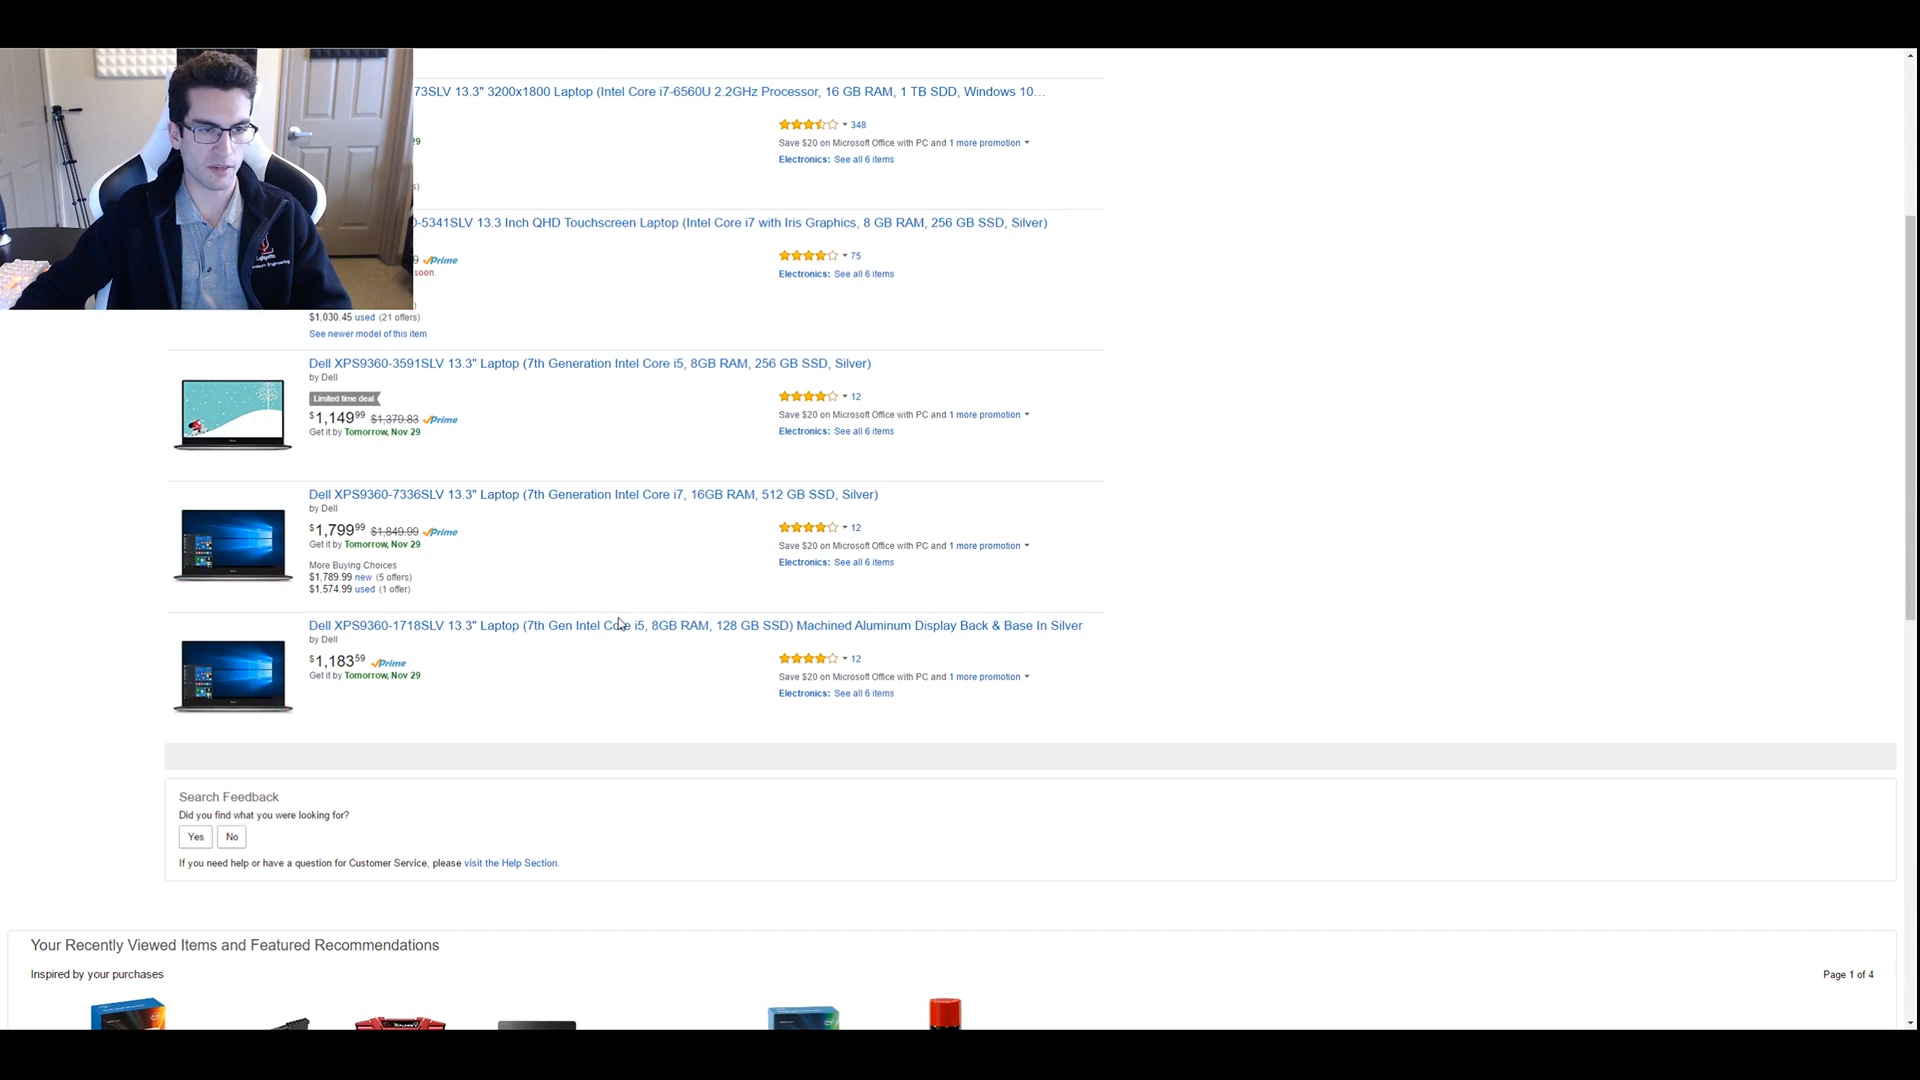 73SLV 13.3" 3200x1800 Laptop (Intel Core i7-6560U 2.2GHz Processor, 16 GB RAM, 1 TB SDD, Windows 10...
348
29
Save $20 on Microsoft Office with PC and 1 more promotion
Electronics: See all 6 items
s)
-5341SLV 13.3 Inch QHD Touchscreen Laptop (Intel Core i7 with Iris Graphics, 8 GB RAM, 256 GB SSD, Silver)
9 Prime
75
soon.
Electronics: See all 6 items
)
$1,030.45 used (21 offers)
See newer model of this item
Dell XPS9360-3591SLV 13.3" Laptop (7th Generation Intel Core i5, 8GB RAM, 256 GB SSD, Silver)
by Dell
Limited time deal
12
$1,149 99 $1,379.83 Prime
Save $20 on Microsoft Office with PC and 1 more promotion
Get it by Tomorrow, Nov 29
Electronics: See all 6 items
Dell XPS9360-7336SLV 13.3" Laptop (7th Generation Intel Core i7, 16GB RAM, 512 GB SSD, Silver)
by Dell
$1,799 99 $1,849.99 Prime
12
Get it by Tomorrow, Nov 29
Save $20 on Microsoft Office with PC and 1 more promotion
More Buying Choices
Electronics: See all 6 items
$1,789.99 new (5 offers)
$1,574.99 used (1 offer)
Dell XPS9360-1718SLV 13.3" Laptop (7th Gen Intel Core i5, 8GB RAM, 128 GB SSD) Machined Aluminum Display Back & Base In Silver
by Dell
$1,183 59 Prime
12
Get it by Tomorrow, Nov 29
Save $20 on Microsoft Office with PC and 1 more promotion
Electronics: See all 6 items
Search Feedback
Did you find what you were looking for?
Yes No
If you need help or have a question for Customer Service, please visit the Help Section.
Your Recently Viewed Items and Featured Recommendations
Inspired by your purchases
Page 1 of 4